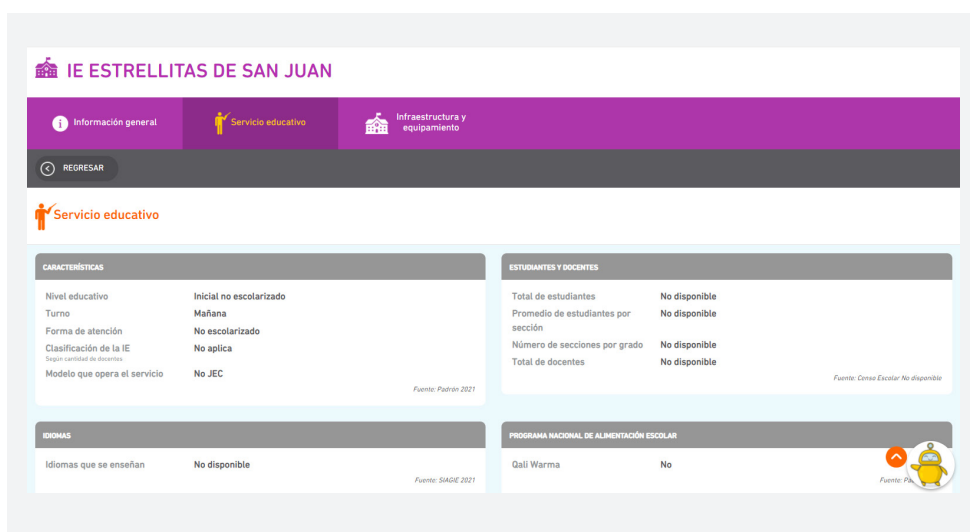 IE ESTRELLITAS DE SAN JUAN
Información general
Servicio educativo
Infraestructura y
equipamiento
REGRESAR
Servicio educativo
CARACTERÍSTICAS
Nivel educativo Inicial no escolarizado
Turno Mañana
Forma de atención No escolarizado
Clasificación de la IE No aplica
Según cantidad de docentes
Modelo que opera el servicio No JEC
Fuente: Padrón 2021
ESTUDIANTES Y DOCENTES
Total de estudiantes No disponible
Promedio de estudiantes por No disponible
sección
Número de secciones por grado No disponible
Total de docentes No disponible
Fuente: Censo Escolar No disponible
IDIOMAS
Idiomas que se enseñan No disponible
Fuente: SIAGIE 2021
PROGRAMA NACIONAL DE ALIMENTACIÓN ESCOLAR
Qali Warma No
Fuente: